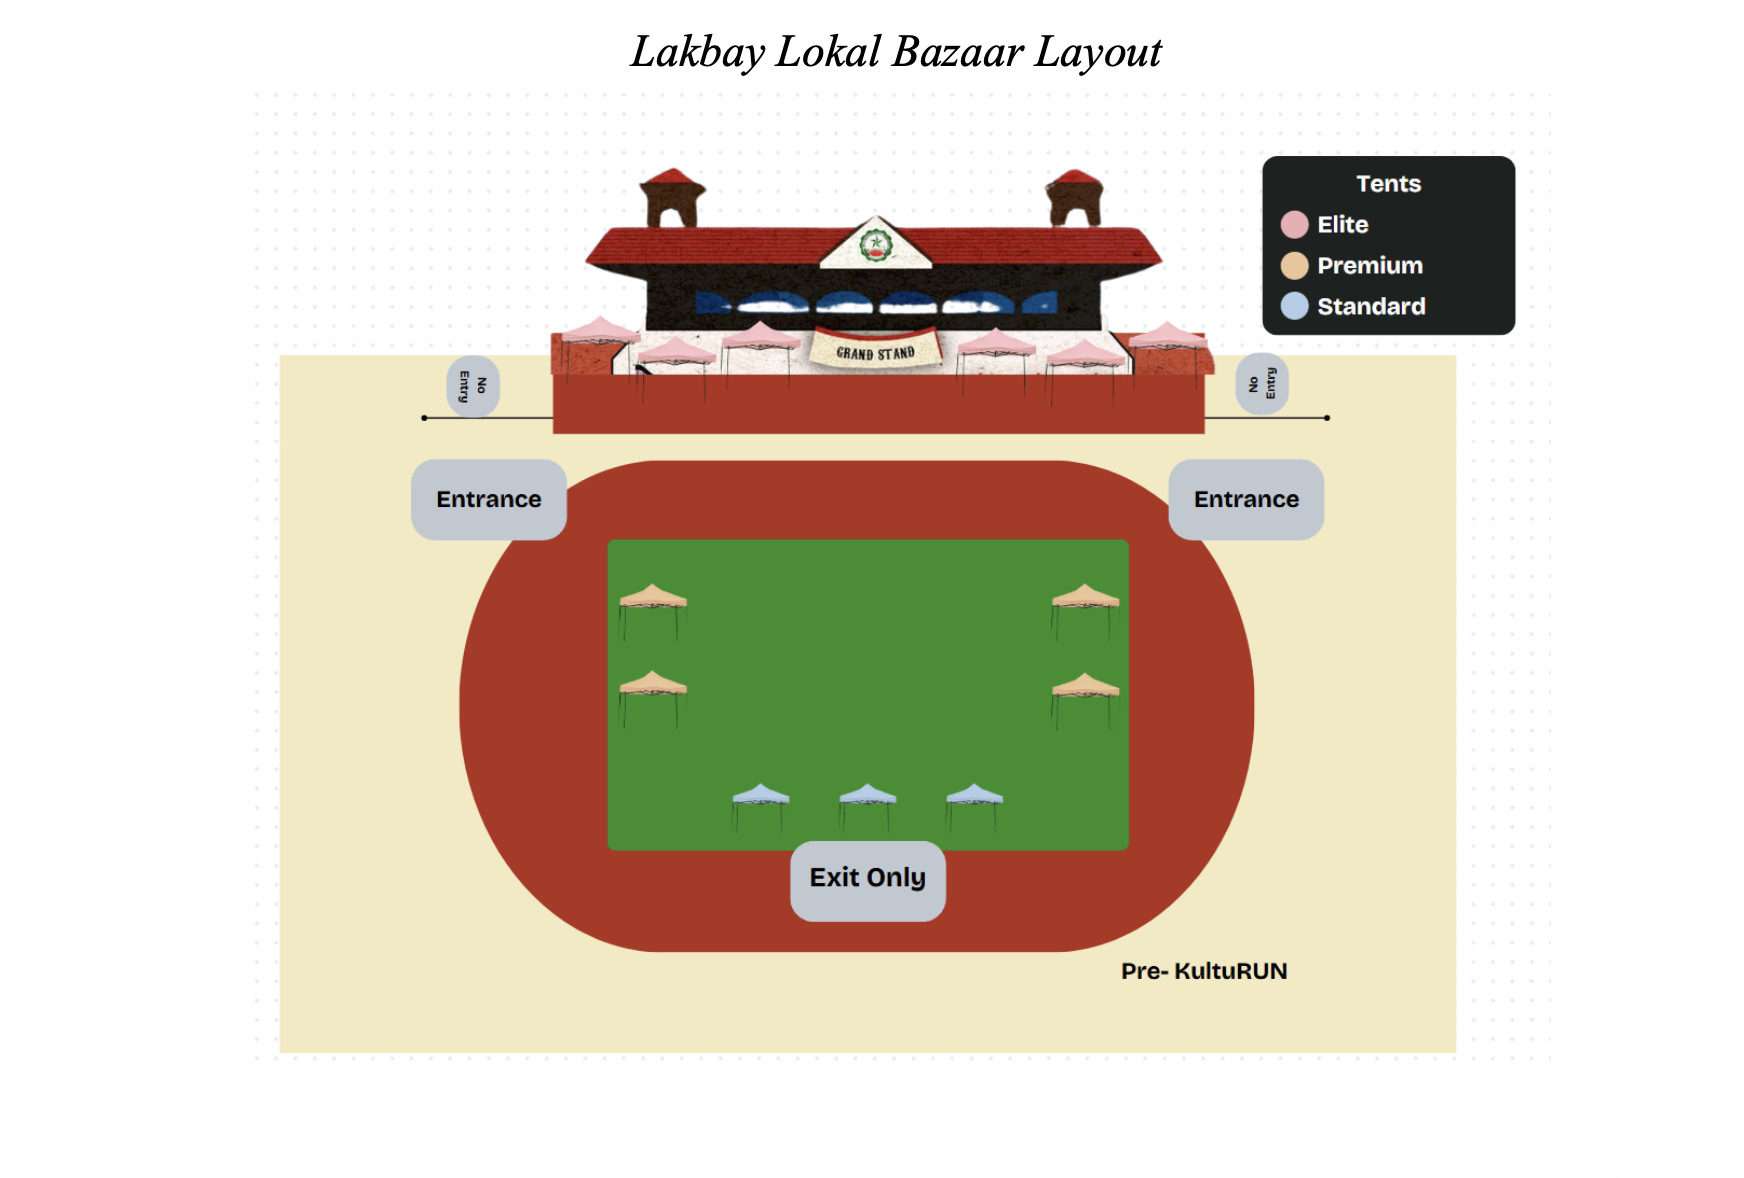 Lakbay Lokal Bazaar Layout
Tents
Elite
Premium
Standard
GRAND STAND
No
Entry
No
Entry
Entrance
Entrance
Exit Only
Pre- KultuRUN